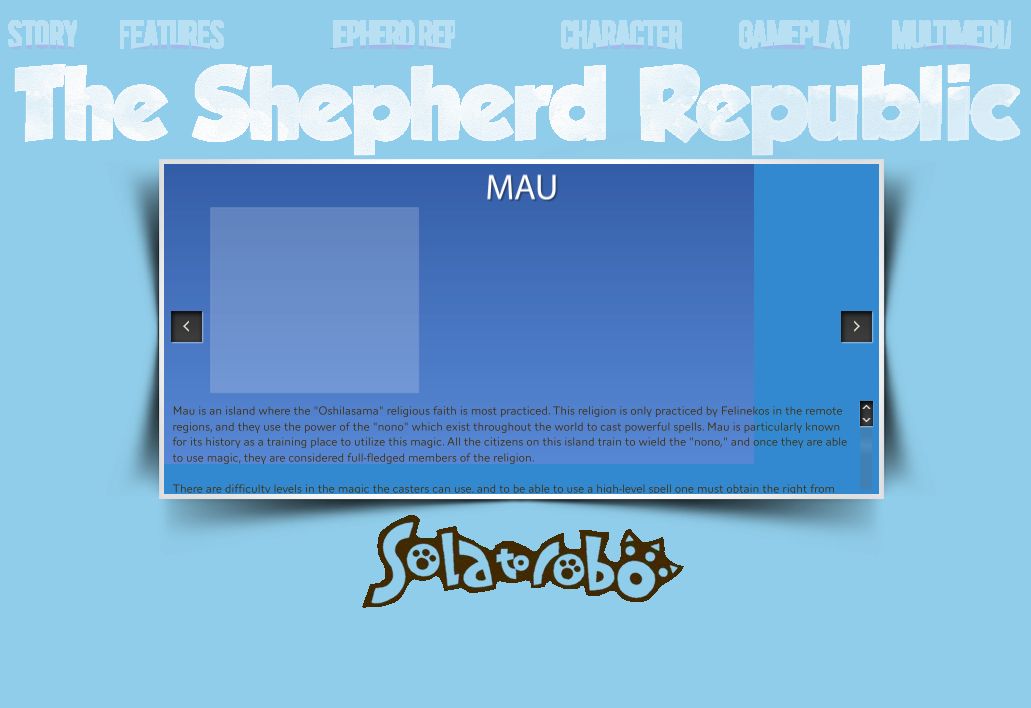 STORY FEATURES EPHERD REP CHARACTER GAMEPLAY MULTIMEDIA
The Shepherd Republic
MAU
Mau is an island where the "Oshilasama" religious faith is most practiced. This religion is only practiced by Felinekos in the remote
regions, and they use the power of the "nono" which exist throughout the world to cast powerful spells. Mau is particularly known
for its history as a training place to utilize this magic. All the citizens on this island train to wield the "nono," and once they are able
to use magic, they are considered full-fledged members of the religion.
There are difficulty levels in the magic the casters can use, and to be able to use a high-level spell one must obtain the right from
Solatorobo